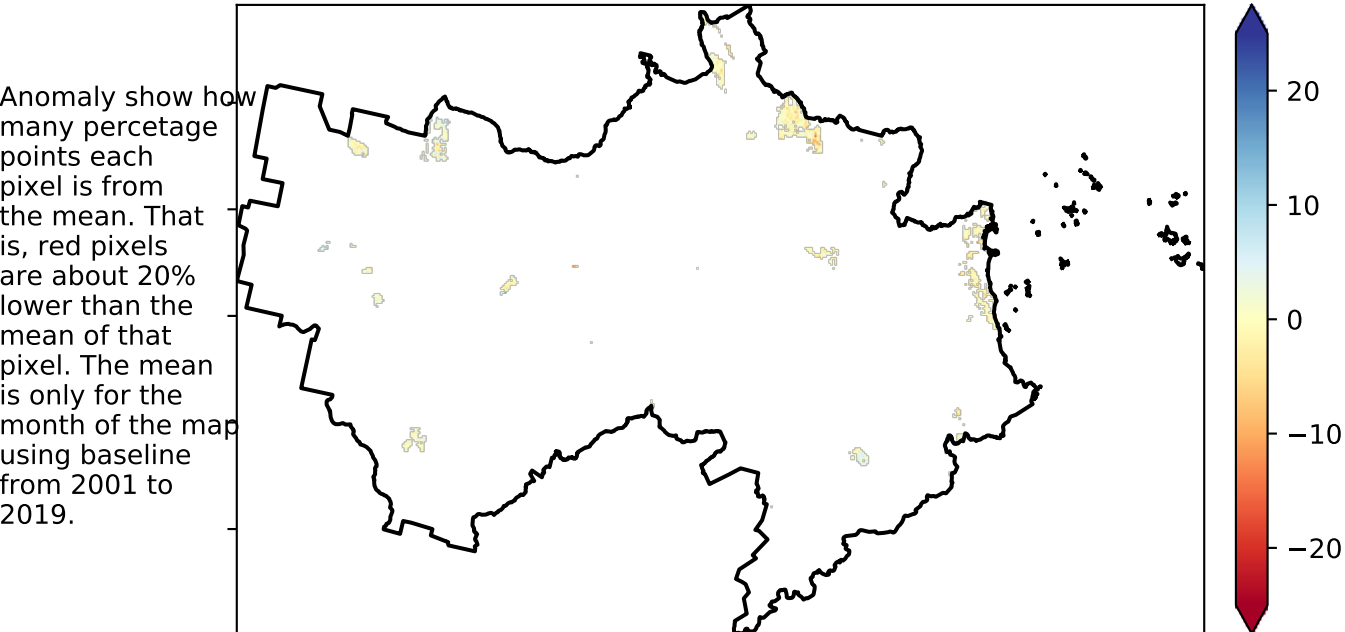 Anomaly show how
many percetage
points each
pixel is from
the mean. That
is, red pixels
are about 20%
lower than the
mean of that
pixel. The mean
is only for the
month of the map
using baseline
from 2001 to
2019.
20
10
0
−10
−20